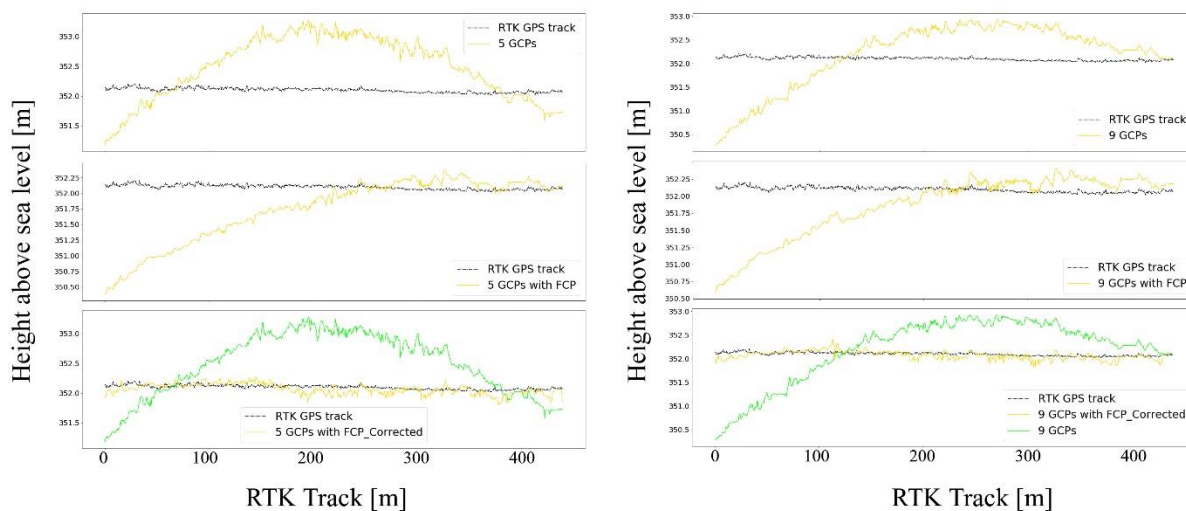 Height above sea level [m]
353.0
352.5
352.0
351.5
RTK GPS track
5 GCPs
352.25
352.00
351.75
351.50
351.25
351.00
350.75
350.50
RTK GPS track
5 GCPs with FCP
353.0
352.5
352.0
351.5
RTK GPS track
5 GCPs with FCP_Corrected
0 100 200 300 400
RTK Track [m]
Height above sea level [m]
353.0
352.5
352.0
351.5
351.0
350.5
RTK GPS track
9 GCPs
352.25
352.00
351.75
351.50
351.25
351.00
350.75
350.50
RTK GPS track
9 GCPs with FCP
353.0
352.5
352.0
351.5
351.0
350.5
RTK GPS track
9 GCPs with FCP_Corrected
9 GCPs
0 100 200 300 400
RTK Track [m]